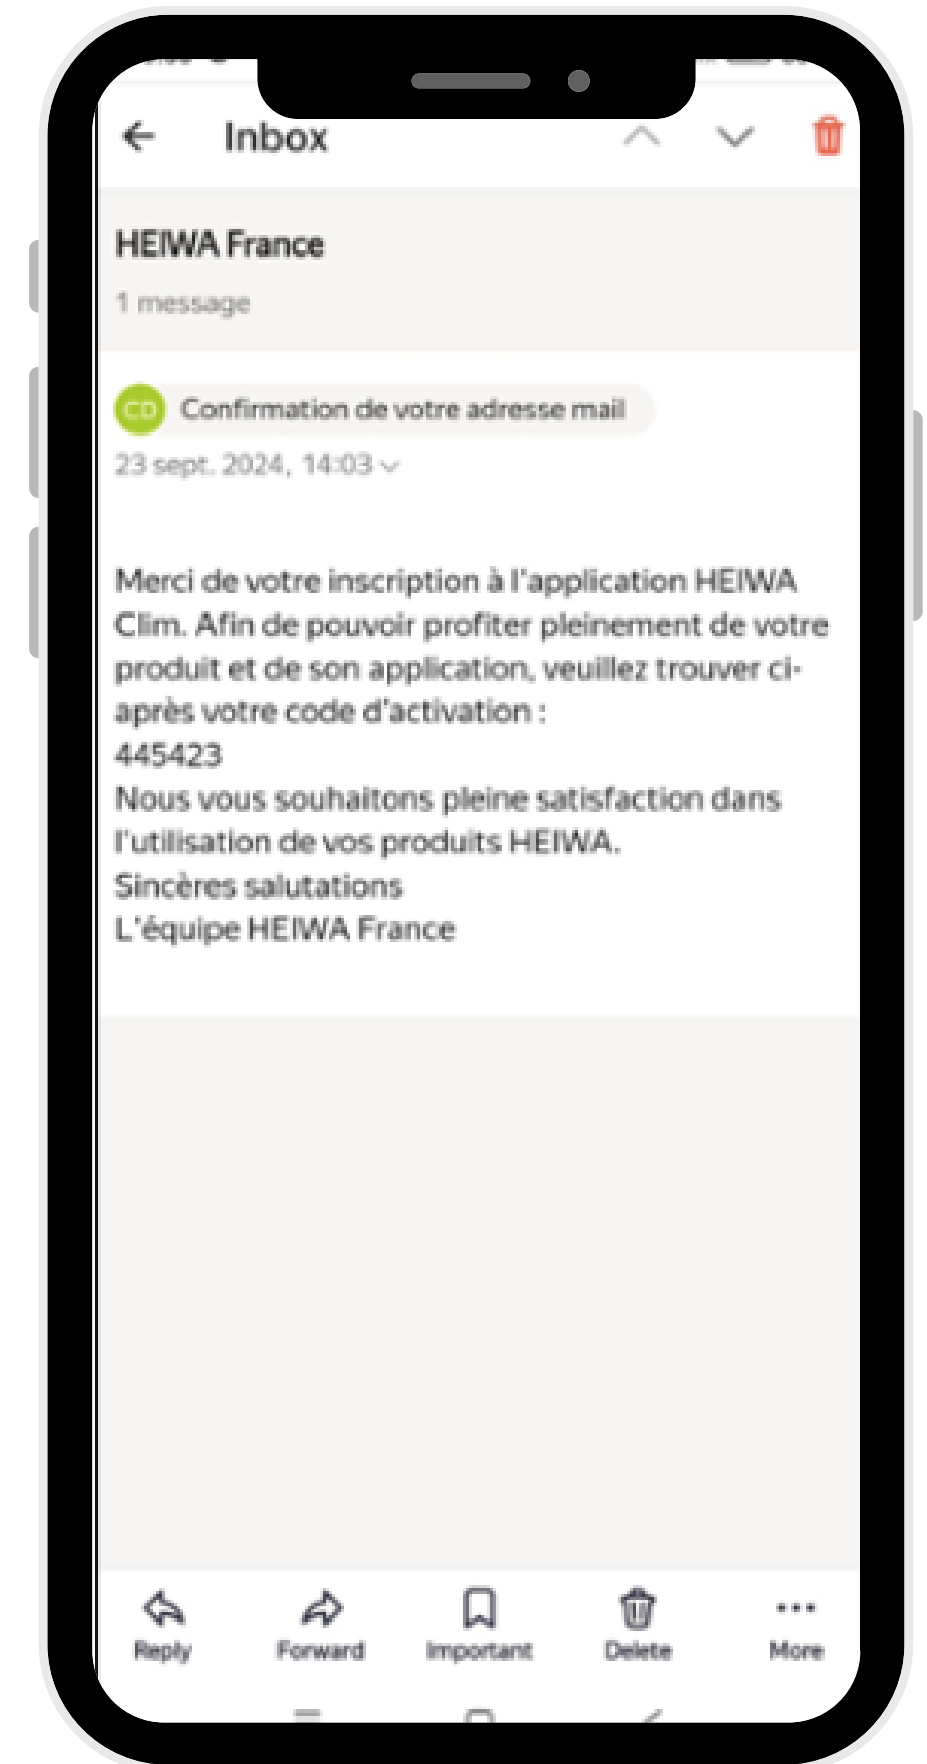 Inbox
HEIWA France
1 message
CD Confirmation de votre adresse mail
23 sept. 2024, 14:03
Merci de votre inscription à l'application HEIWA
Clim. Afin de pouvoir profiter pleinement de votre
produit et de son application, veuillez trouver ci-
après votre code d'activation :
445423
Nous vous souhaitons pleine satisfaction dans
l'utilisation de vos produits HEIWA.
Sincères salutations
L'équipe HEIWA France
Reply Forward Important Delete More